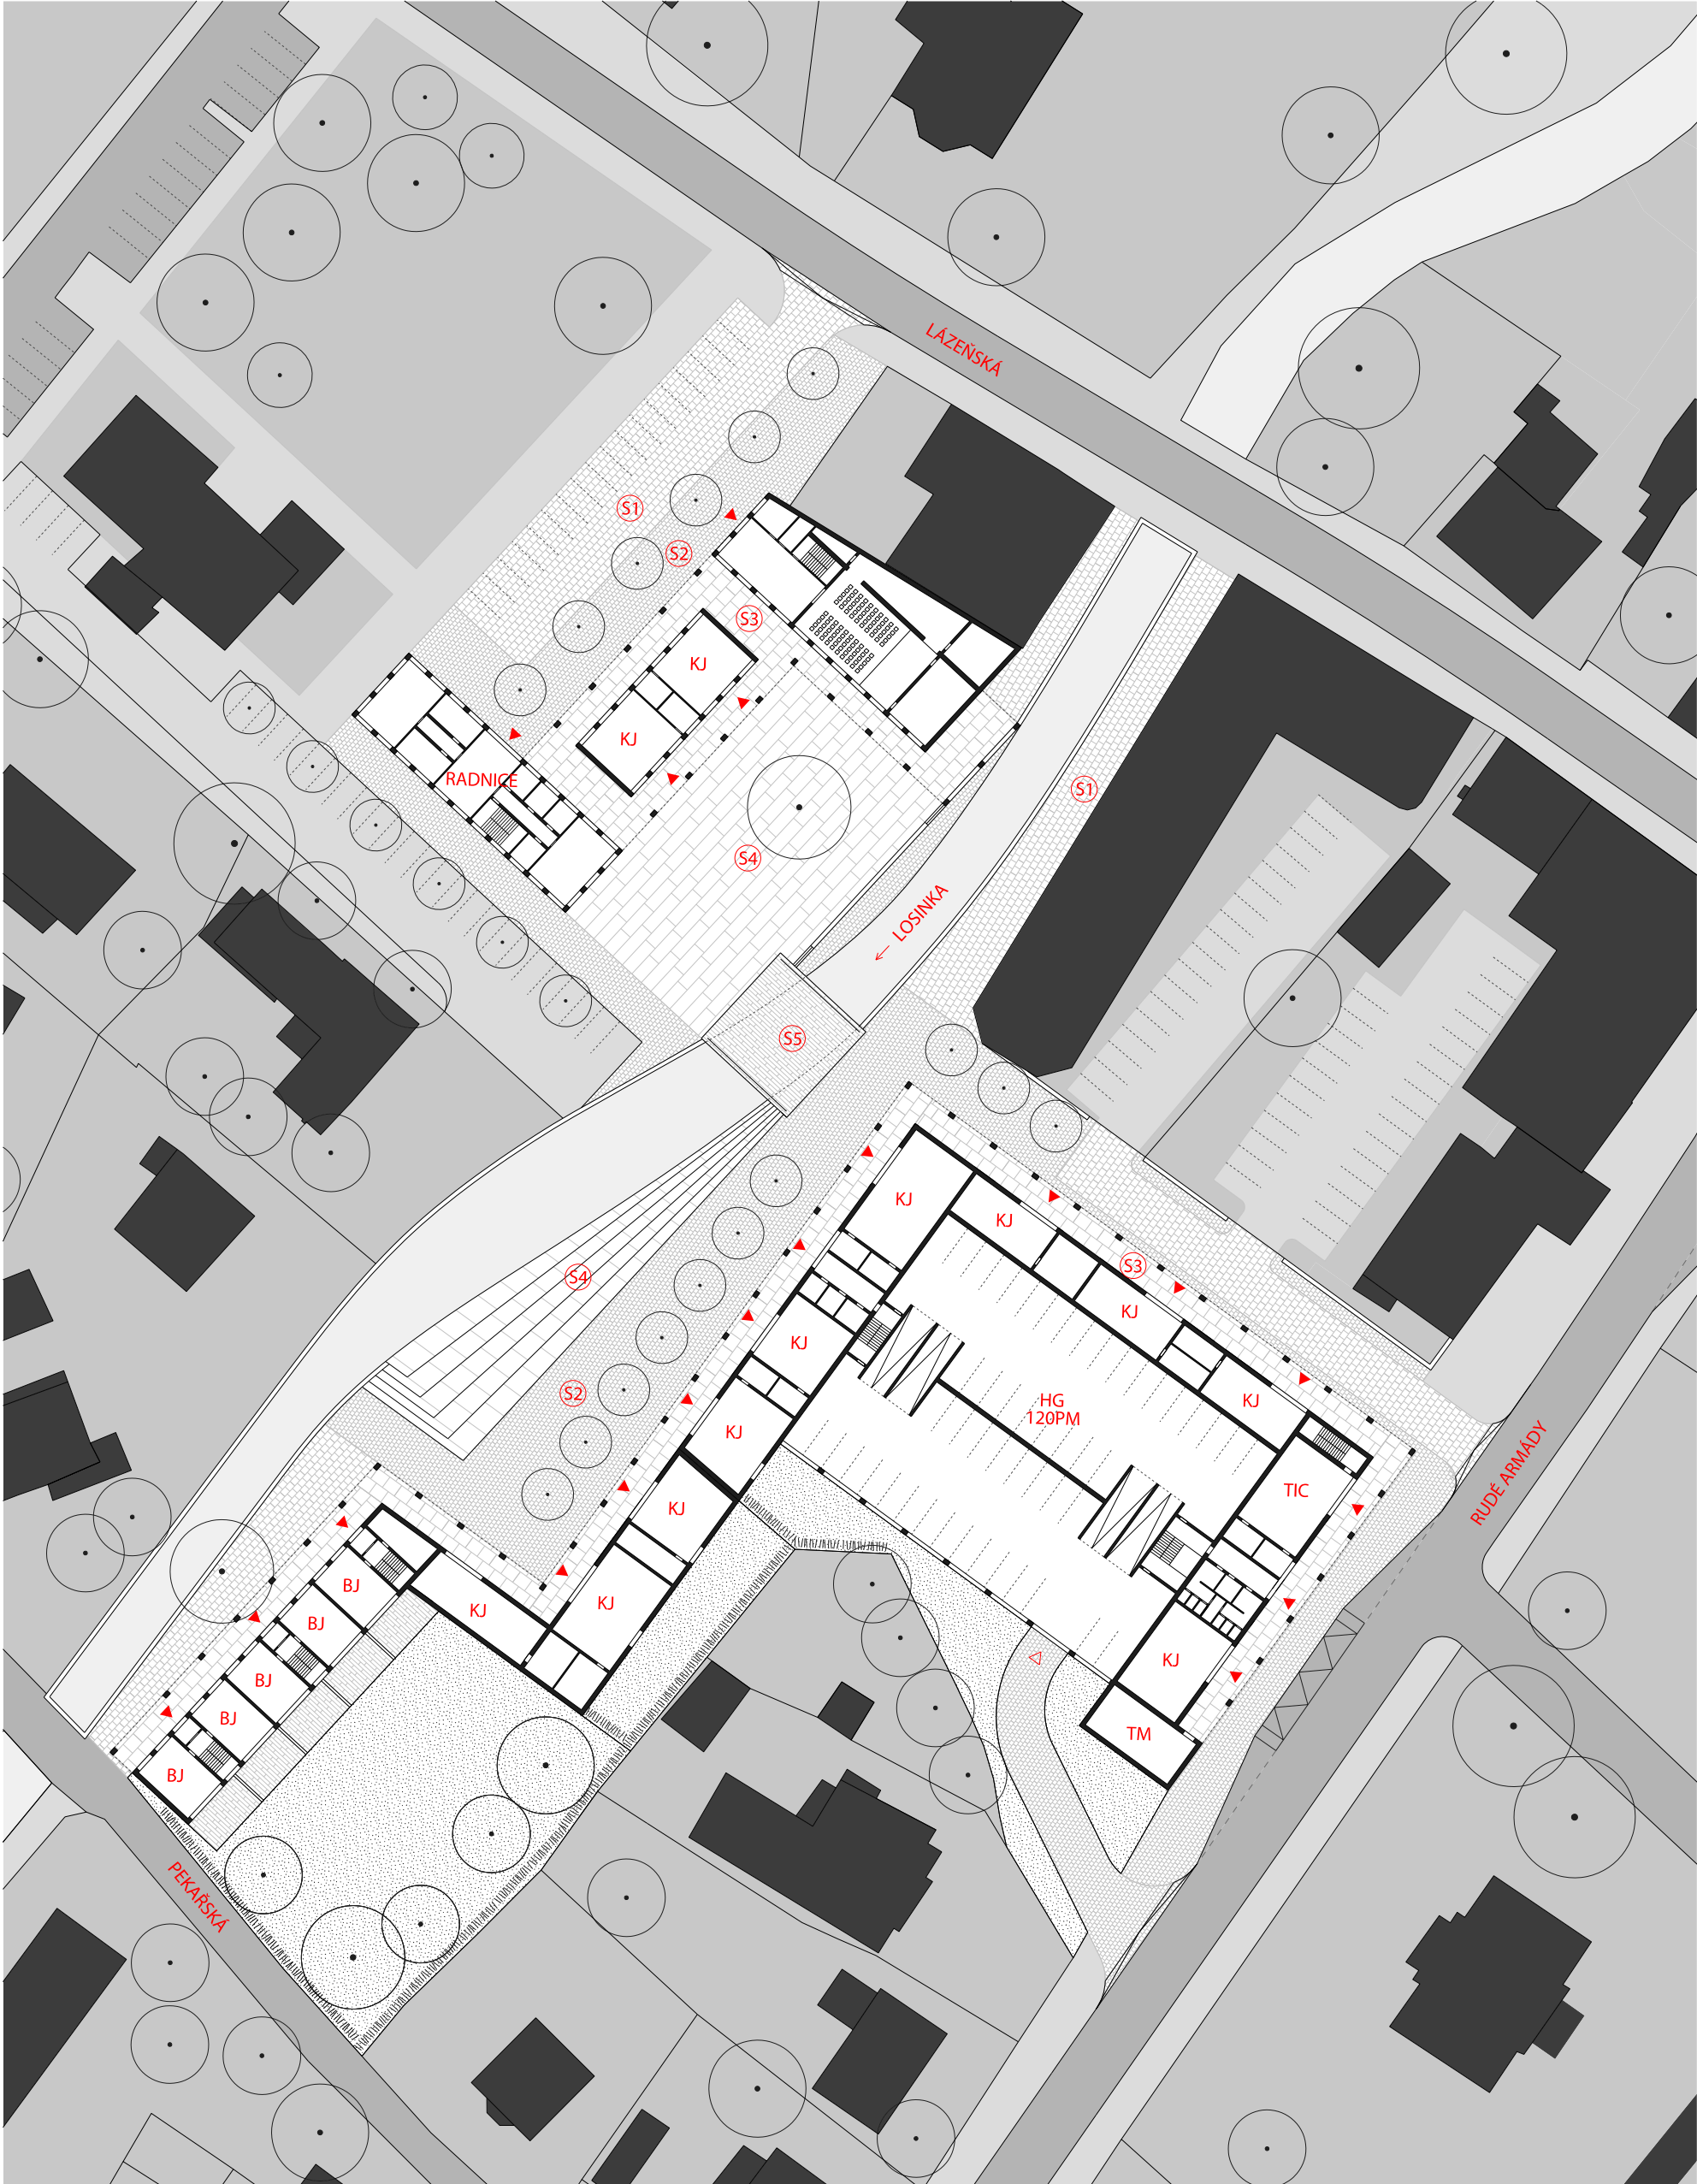 LÁZEŇSKÁ
S1
S2
S3
KJ
KJ
RADNICE
S1
S4
← LOSINKA
S5
KJ
KJ
S3
S4
KJ
KJ
S2
KJ
KJ
HG
120PM
RUDÉ ARMÁDY
TIC
KJ
BJ
KJ
KJ
BJ
KJ
BJ
BJ
TM
BJ
PEKAŘSKÁ